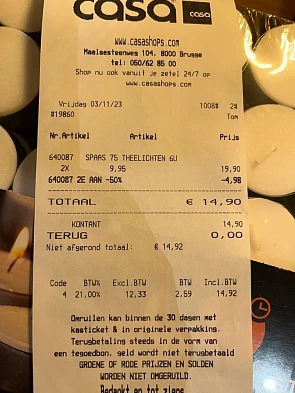 casa casa
www.casashops.com
Maalsesteenweg 104, 8000 Brugge
tel: 050/62 85 00
Shop nu ook vanuit je zetel 24/7 op
www.casashops.com
Vrijdag 03/11/23 1008# 2#
#19860 Tom
Nr.Artikel Artikel Prijs
640087 SPAAS 75 THEELICHTEN 6U
2X 9,95 19,90
640087 2E AAN -50% -4,98
TOTAAL € 14,90
KONTANT 14,90
TERUG 0,00
Niet afgerond totaal: € 14,92
Code BTW% Excl.BTW BTW Incl.BTW
4 21,00% 12,33 2,59 14,92
Omruilen kan binnen de 30 dagen met
kasticket & in originele verpakking.
Terugbetaling steeds in de vorm van
een tegoedbon, geld wordt niet terugbetaald
GROENE OF RODE PRIJZEN EN SOLDEN
WORDEN NIET OMGERUILD.
Bedankt en tot ziens